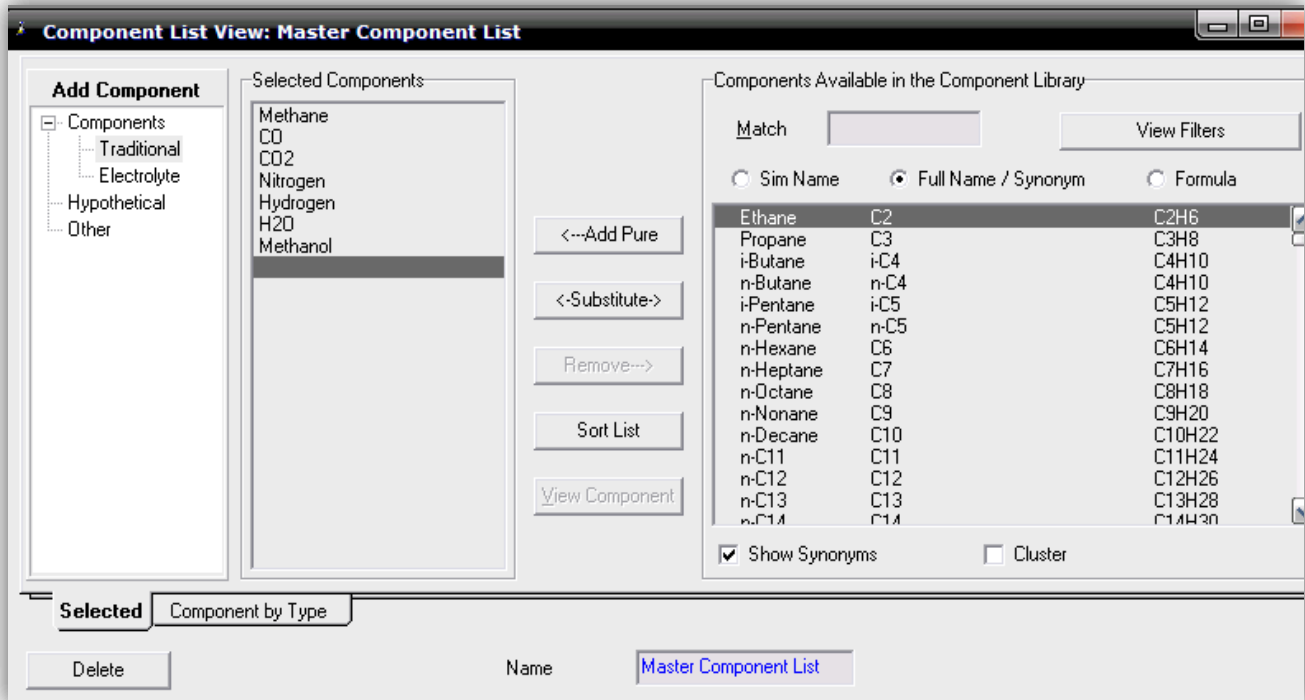 Component List View: Master Component List
Add Component
Components
Traditional
Electrolyte
Hypothetical
Other
Selected Components
Methane
CO
CO2
Nitrogen
Hydrogen
H2O
Methanol
<---Add Pure
<-Substitute->
Remove--->
Sort List
View Component
Components Available in the Component Library
Match
View Filters
Sim Name Full Name / Synonym Formula
Ethane C2 C2H6
Propane C3 C3H8
i-Butane i-C4 C4H10
n-Butane n-C4 C4H10
i-Pentane i-C5 C5H12
n-Pentane n-C5 C5H12
n-Hexane C6 C6H14
n-Heptane C7 C7H16
n-Octane C8 C8H18
n-Nonane C9 C9H20
n-Decane C10 C10H22
n-C11 C11 C11H24
n-C12 C12 C12H26
n-C13 C13 C13H28
n-C14 C14 C14H30
Show Synonyms Cluster
Selected Component by Type
Delete Name Master Component List